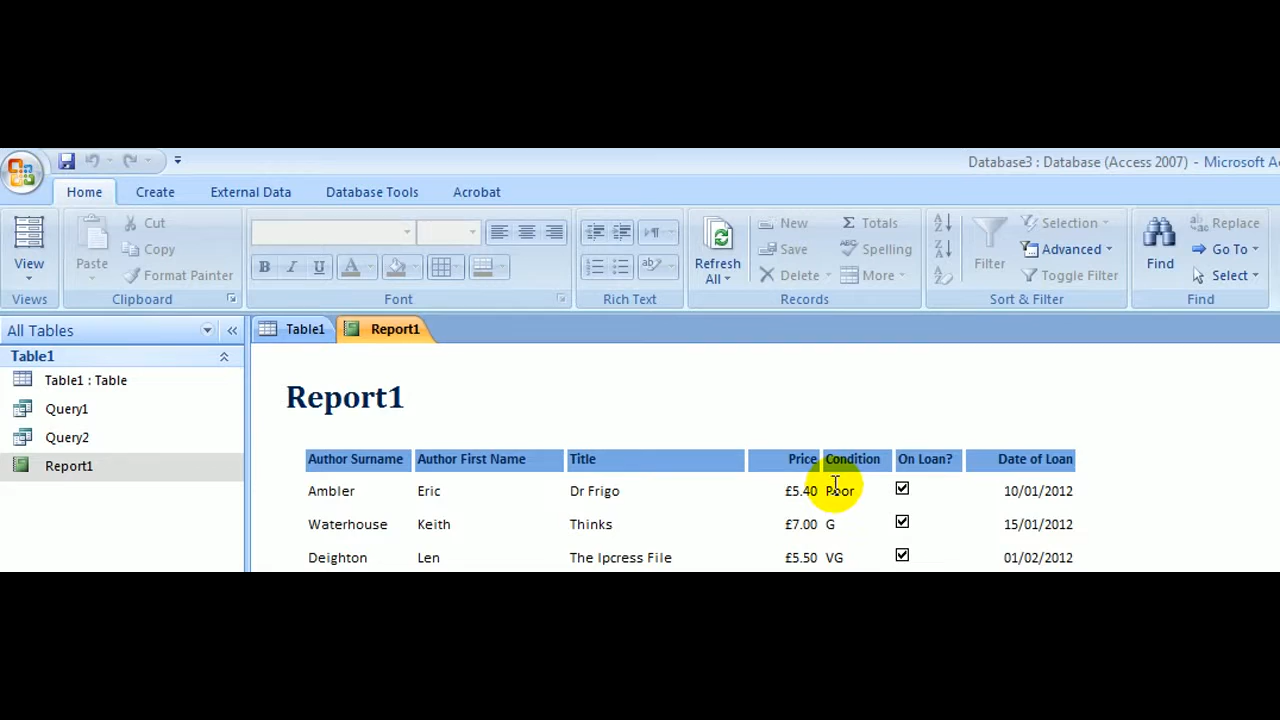 Database3 : Database (Access 2007) - Microsoft Ac
Home Create External Data Database Tools Acrobat
View
Views
Paste
Cut
Copy
Format Painter
Clipboard
B I U A
Font
Rich Text
Refresh
All
New
Save
Delete
Totals
Spelling
More
Records
Filter
Selection
Advanced
Toggle Filter
Sort & Filter
Find
Replace
Go To
Select
Find
All Tables
Table1 Report1
Table1
Table1 : Table
Query1
Query2
Report1
Report1
Author Surname Author First Name Title Price Condition On Loan? Date of Loan
Ambler Eric Dr Frigo £5.40 Poor 10/01/2012
Waterhouse Keith Thinks £7.00 G 15/01/2012
Deighton Len The Ipcress File £5.50 VG 01/02/2012